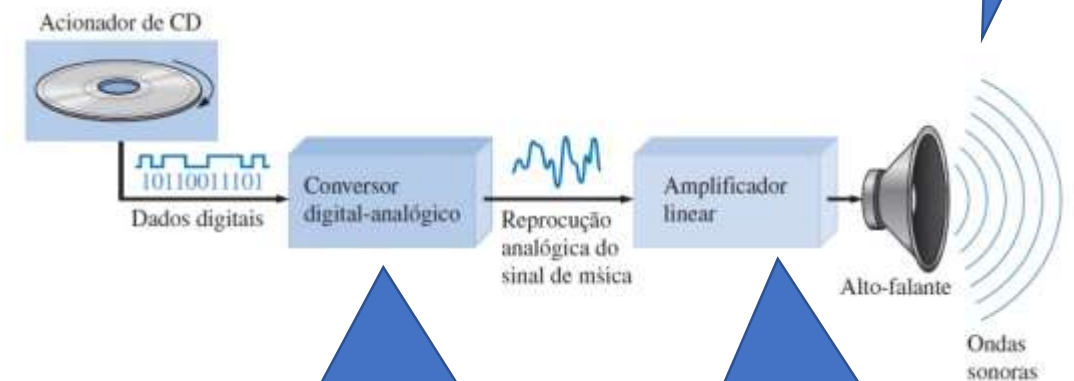 Acionador de CD
10110011101
Dados digitais
Conversor
digital-analógico
Reprocução
analógica do
sinal de mśica
Amplificador
linear
Alto-falante
Ondas
sonoras